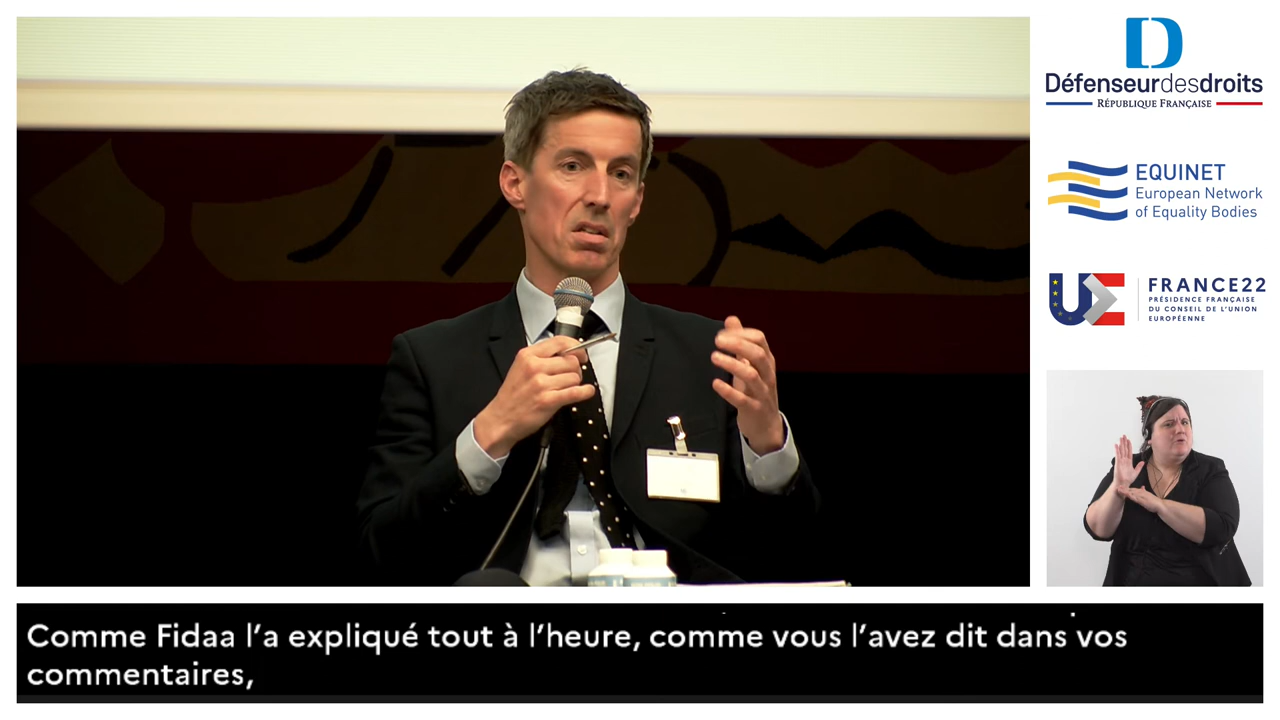 Défenseurdesdroits
RÉPUBLIQUE FRANÇAISE
EQUINET
European Network
of Equality Bodies
UE
FRANCE22
PRÉSIDENCE FRANÇAISE
DU CONSEIL DE L'UNION
EUROPÉENNE
Comme Fidaa l'a expliqué tout à l'heure, comme vous l'avez dit dans vos
commentaires,